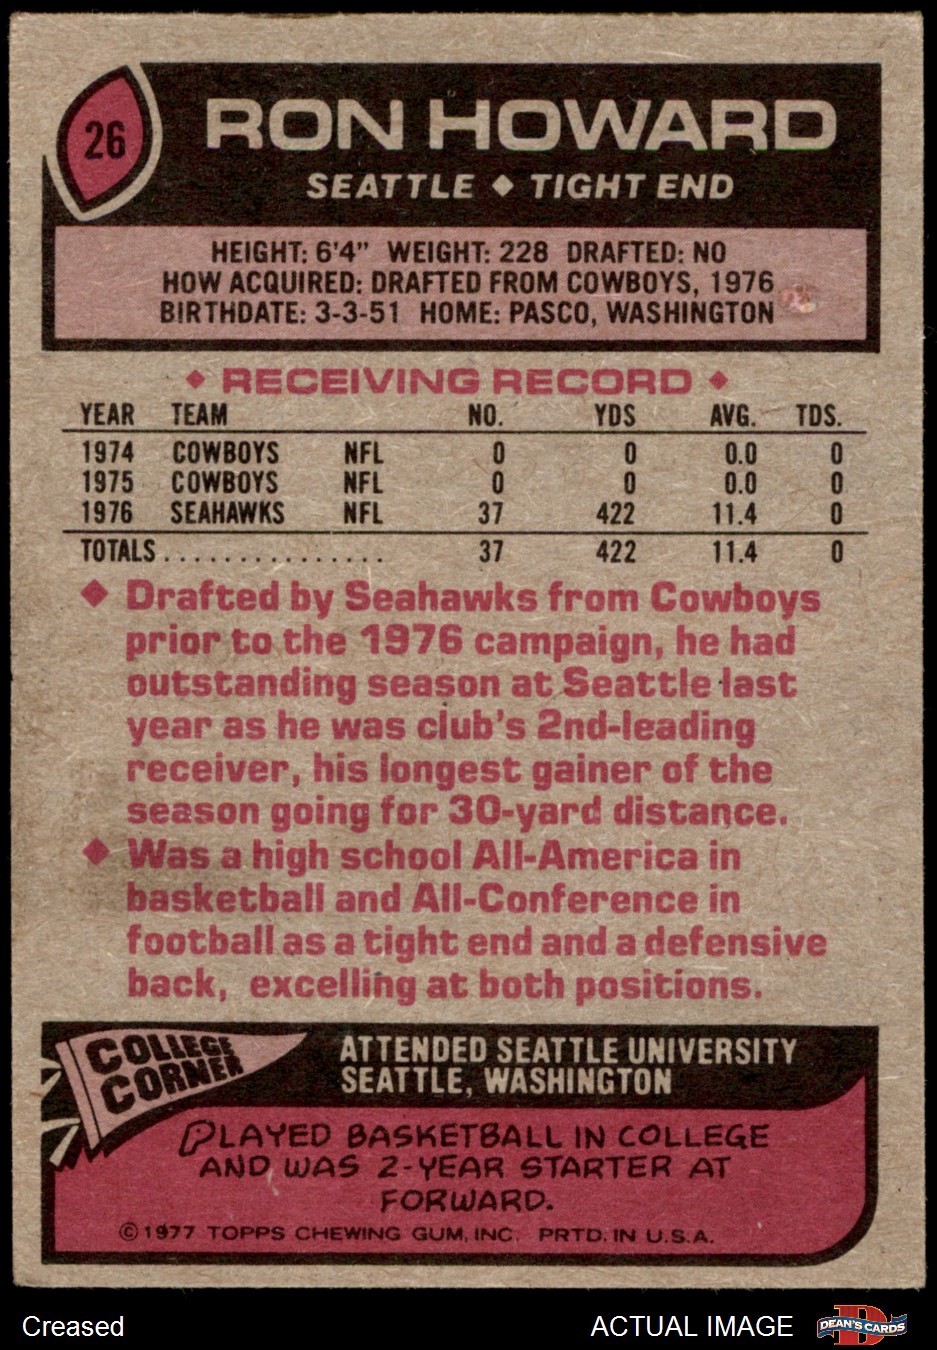 26
RON HOWARD
SEATTLE ◆ TIGHT END
HEIGHT: 6'4" WEIGHT: 228 DRAFTED: NO
HOW ACQUIRED: DRAFTED FROM COWBOYS, 1976
BIRTHDATE: 3-3-51 HOME: PASCO, WASHINGTON
◆ RECEIVING RECORD ◆
YEAR TEAM NO. YDS AVG. TDS.
1974 COWBOYS NFL 0 0 0.0 0
1975 COWBOYS NFL 0 0 0.0 0
1976 SEAHAWKS NFL 37 422 11.4 0
TOTALS............... 37 422 11.4 0
◆ Drafted by Seahawks from Cowboys
prior to the 1976 campaign, he had
outstanding season at Seattle last
year as he was club's 2nd-leading
receiver, his longest gainer of the
season going for 30-yard distance.
◆ Was a high school All-America in
basketball and All-Conference in
football as a tight end and a defensive
back, excelling at both positions.
COLLEGE
CORNER
ATTENDED SEATTLE UNIVERSITY
SEATTLE, WASHINGTON
PLAYED BASKETBALL IN COLLEGE
AND WAS 2-YEAR STARTER AT
FORWARD.
© 1977 TOPPS CHEWING GUM, INC. PRTD. IN U.S.A.
Creased
ACTUAL IMAGE
D
DEAN'S CARDS